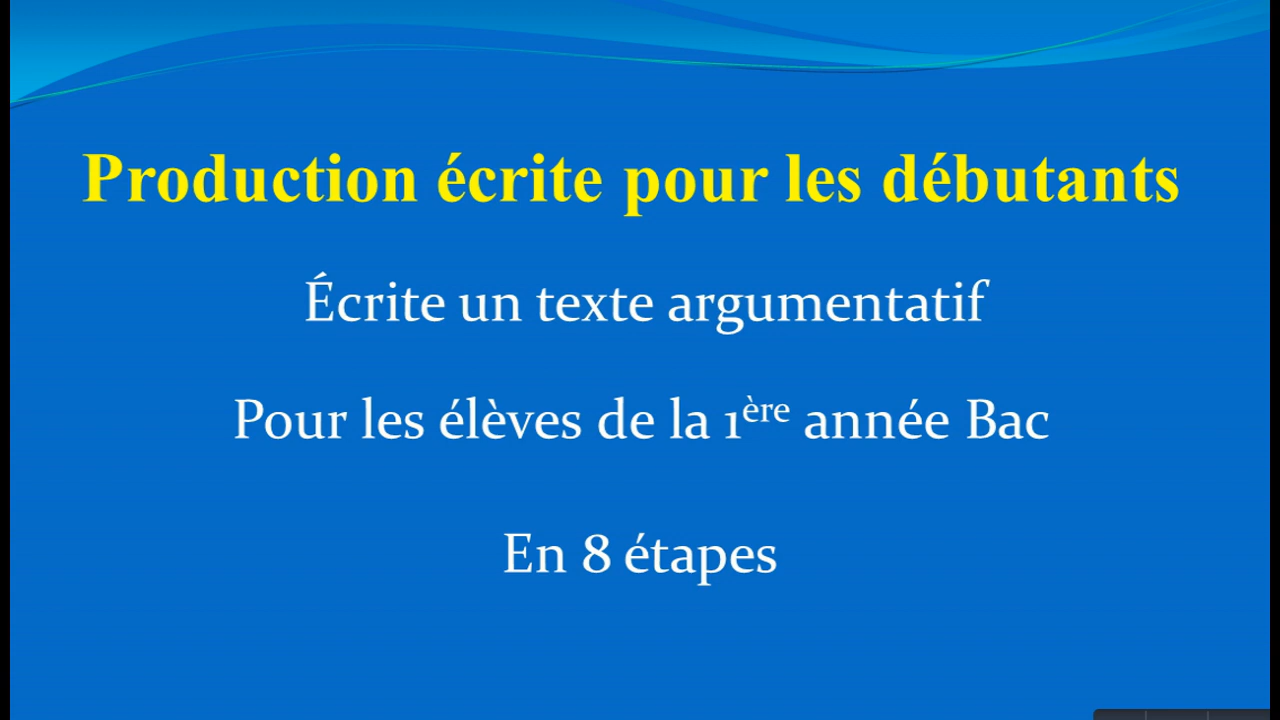 Production écrite pour les débutants
Écrite un texte argumentatif
Pour les élèves de la 1ère année Bac
En 8 étapes